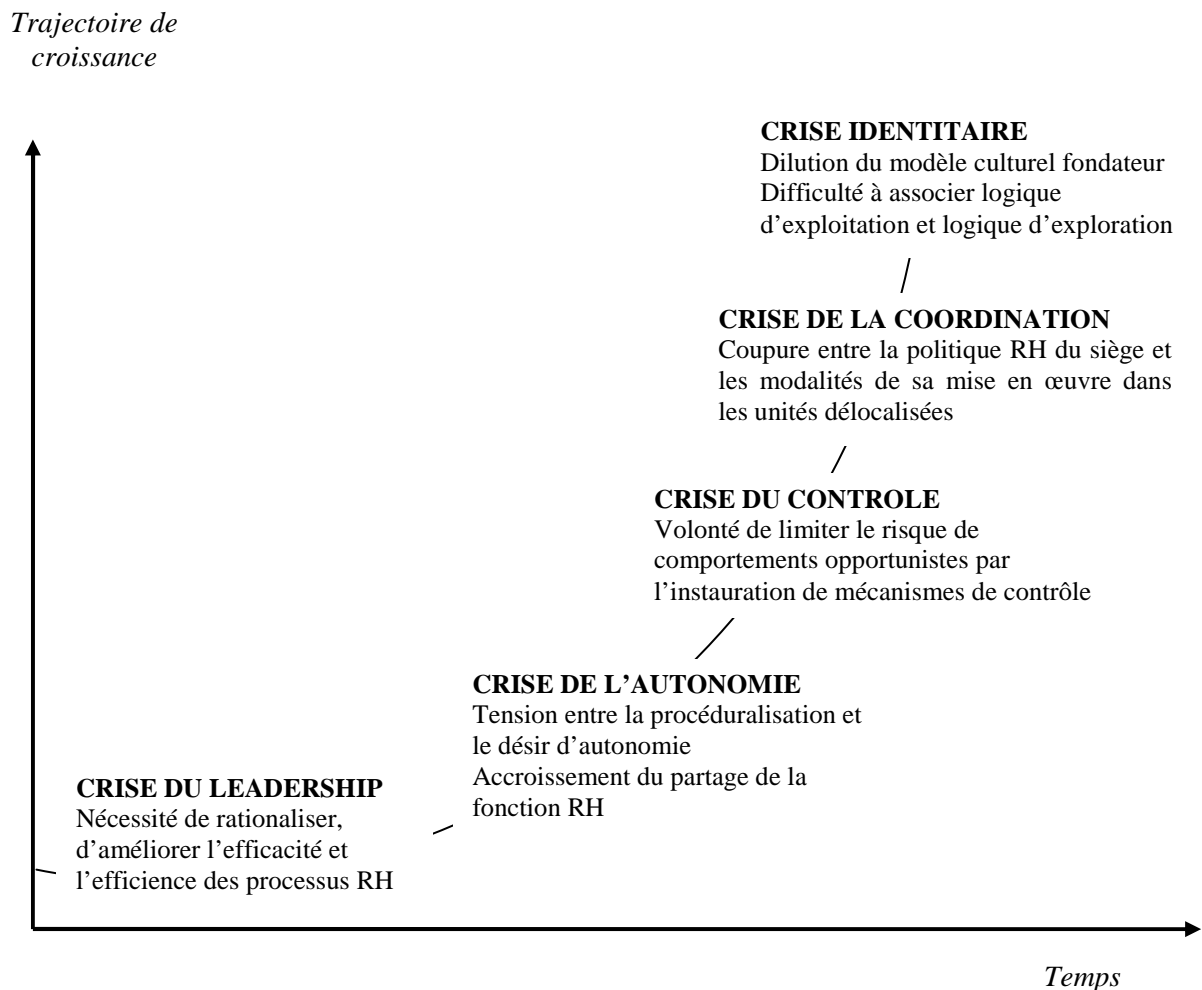 Trajectoire de
croissance
CRISE IDENTITAIRE
Dilution du modèle culturel fondateur
Difficulté à associer logique
d’exploitation et logique d’exploration
CRISE DE LA COORDINATION
Coupure entre la politique RH du siège et
les modalités de sa mise en œuvre dans
les unités délocalisées
CRISE DU CONTROLE
Volonté de limiter le risque de
comportements opportunistes par
l’instauration de mécanismes de contrôle
CRISE DE L’AUTONOMIE
Tension entre la procéduralisation et
le désir d’autonomie
Accroissement du partage de la
fonction RH
CRISE DU LEADERSHIP
Nécessité de rationaliser,
d’améliorer l’efficacité et
l’efficience des processus RH
Temps